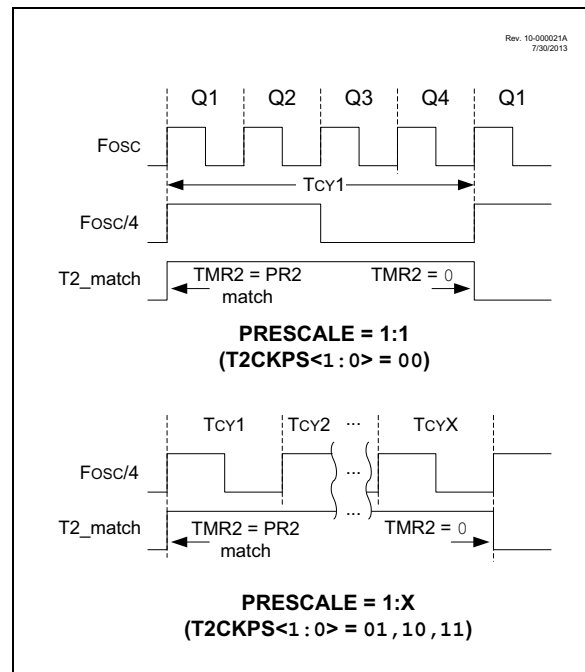 Rev. 10-000021A
7/30/2013
Q1 Q2 Q3 Q4 Q1
FOSC
TCY1
FOSC/4
T2_match
TMR2 = PR2
match
TMR2 = 0
PRESCALE = 1:1
(T2CKPS<1:0> = 00)
TCY1 TCY2 ... TCYX
FOSC/4
...
T2_match
...
TMR2 = PR2
match
TMR2 = 0
PRESCALE = 1:X
(T2CKPS<1:0> = 01,10,11)